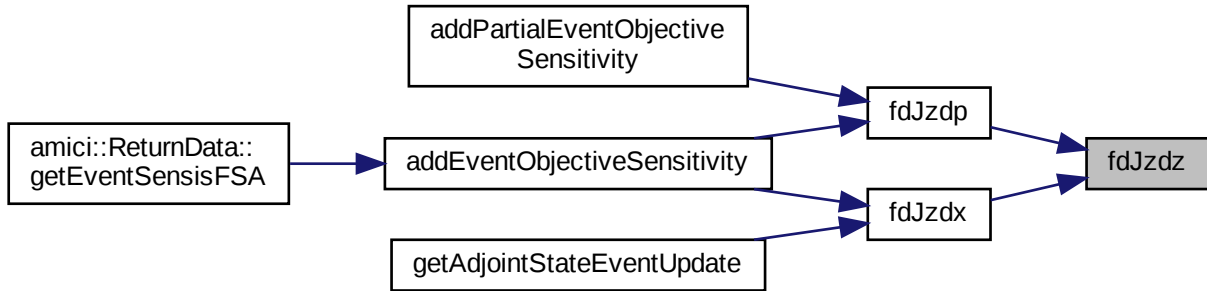 addPartialEventObjective
Sensitivity
amici::ReturnData::
getEventSensisFSA
addEventObjectiveSensitivity
getAdjointStateEventUpdate
fdJzdp
fdJzdx
fdJzdz